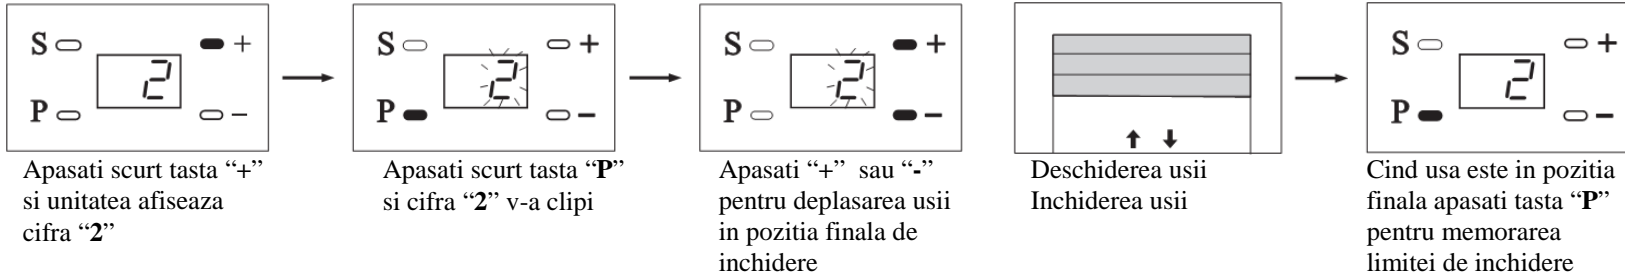 S + 2 P -
S + 2 P -
S + 2 P -
S + 2 P -
Apasati scurt tasta “+”
si unitatea afiseaza
cifra “2”
Apasati scurt tasta “P”
si cifra “2” v-a clipi
Apasati “+” sau “-”
pentru deplasarea usii
in pozitia finala de
inchidere
Deschiderea usii
Inchiderea usii
Cind usa este in pozitia
finala apasati tasta “P”
pentru memorarea
limitei de inchidere